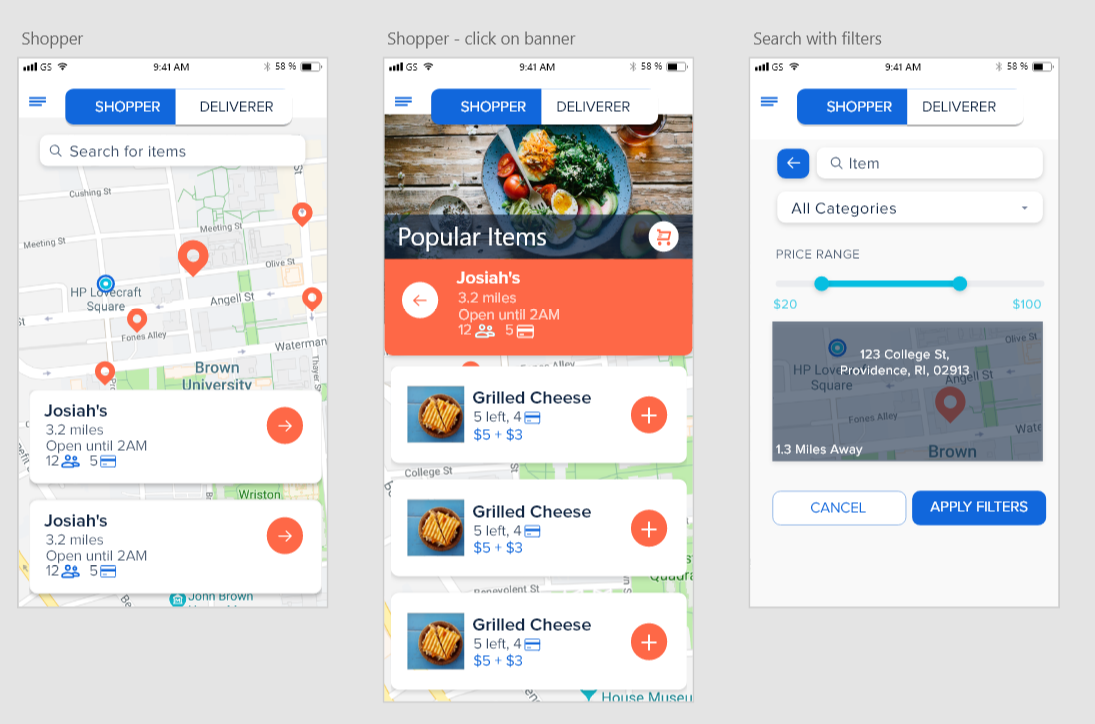 Shopper
GS
9:41 AM
58 %
SHOPPER
DELIVERER
Search for items
Cushing St
St
Meeting St
Meeting St
Olive St
HP Lovecraft
Square
Angell St
St
Fones Alley
Waterman
Thayer St
Brown
University
Josiah's
3.2 miles
Open until 2AM
12 5
Wriston
Josiah's
3.2 miles
Open until 2AM
12 5
John Brown
Shopper - click on banner
GS
9:41 AM
58 %
SHOPPER
DELIVERER
Popular Items
Josiah's
3.2 miles
Open until 2AM
12 5
Grilled Cheese
5 left, 4
$5 + $3
College St
Grilled Cheese
5 left, 4
$5 + $3
Benevolent St
Grilled Cheese
5 left, 4
$5 + $3
House Museu
Search with filters
GS
9:41 AM
58 %
SHOPPER
DELIVERER
Item
All Categories
PRICE RANGE
$20
$100
Olive St
123 College St,
Providence, RI, 02913
HP Love
Square
Angell St
Fones Alley
Wate
Brown
1.3 Miles Away
CANCEL
APPLY FILTERS